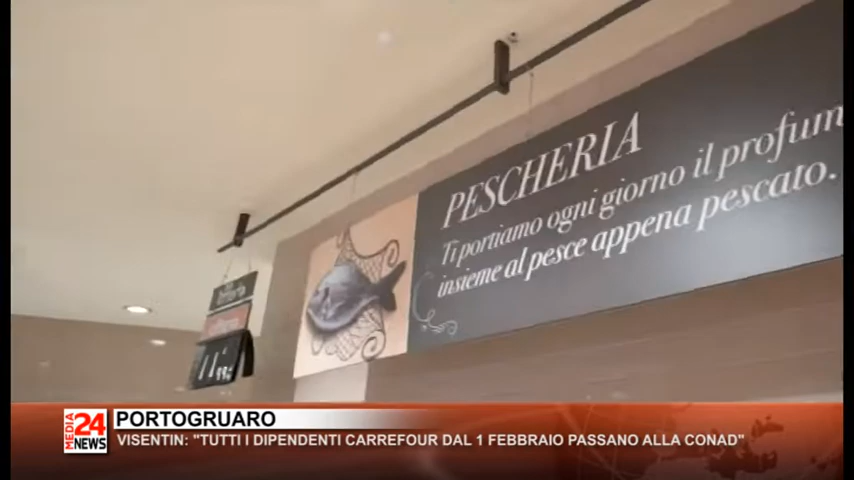 PESCHERIA
Ti portiamo ogni giorno il profum
insieme al pesce appena pescato.
MEDIA 24 NEWS
PORTOGRUARO
VISENTIN: "TUTTI I DIPENDENTI CARREFOUR DAL 1 FEBBRAIO PASSANO ALLA CONAD"